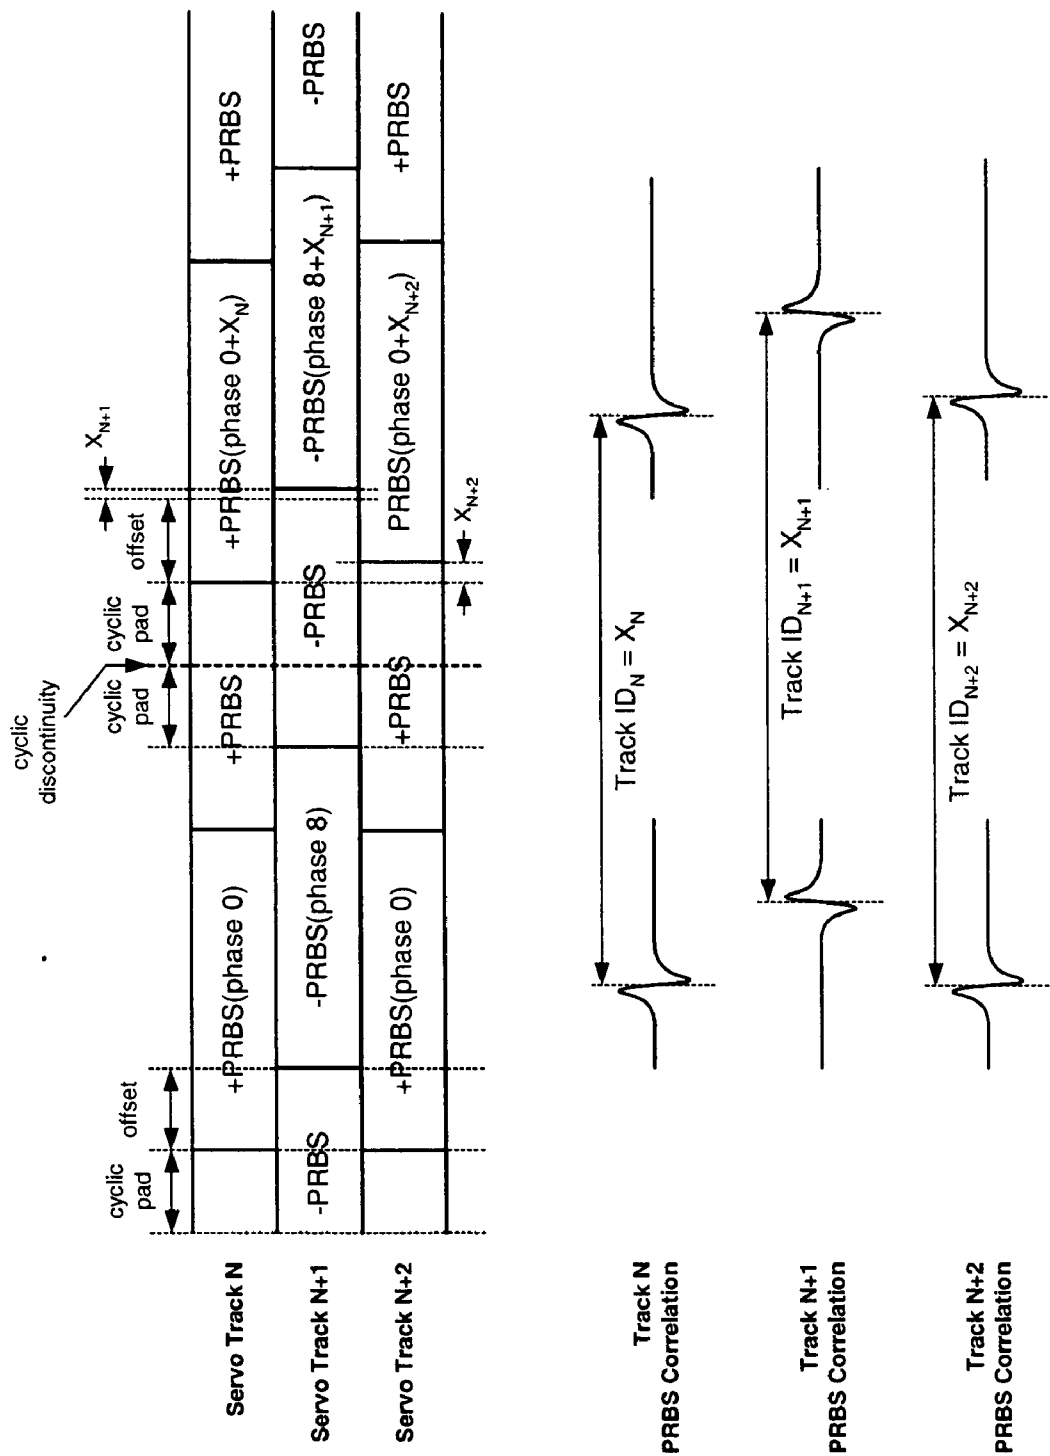 cyclic
discontinuity
cyclic
pad
offset
cyclic
pad
cyclic
pad
offset
X_{N+1}
Servo Track N
+PRBS(phase 0)
+PRBS
+PRBS(phase 0+X_N)
+PRBS
Servo Track N+1
-PRBS
-PRBS(phase 8)
-PRBS
-PRBS(phase 8+X_{N+1})
-PRBS
Servo Track N+2
+PRBS(phase 0)
+PRBS
PRBS(phase 0+X_{N+2})
+PRBS
X_{N+2}
Track N
PRBS Correlation
Track ID_N = X_N
Track N+1
PRBS Correlation
Track ID_{N+1} = X_{N+1}
Track N+2
PRBS Correlation
Track ID_{N+2} = X_{N+2}